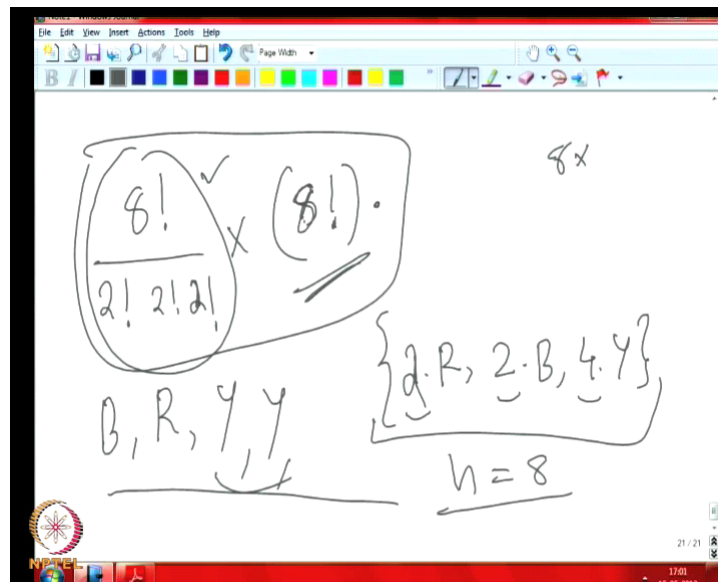 File Edit View Insert Actions Tools Help
Page Width
B I
8! / 2! 2! 2! × (8!) ·
8 ×
{2·R, 2·B, 4·Y}
B, R, Y, Y
n = 8
NPTEL
21 / 21
17:01